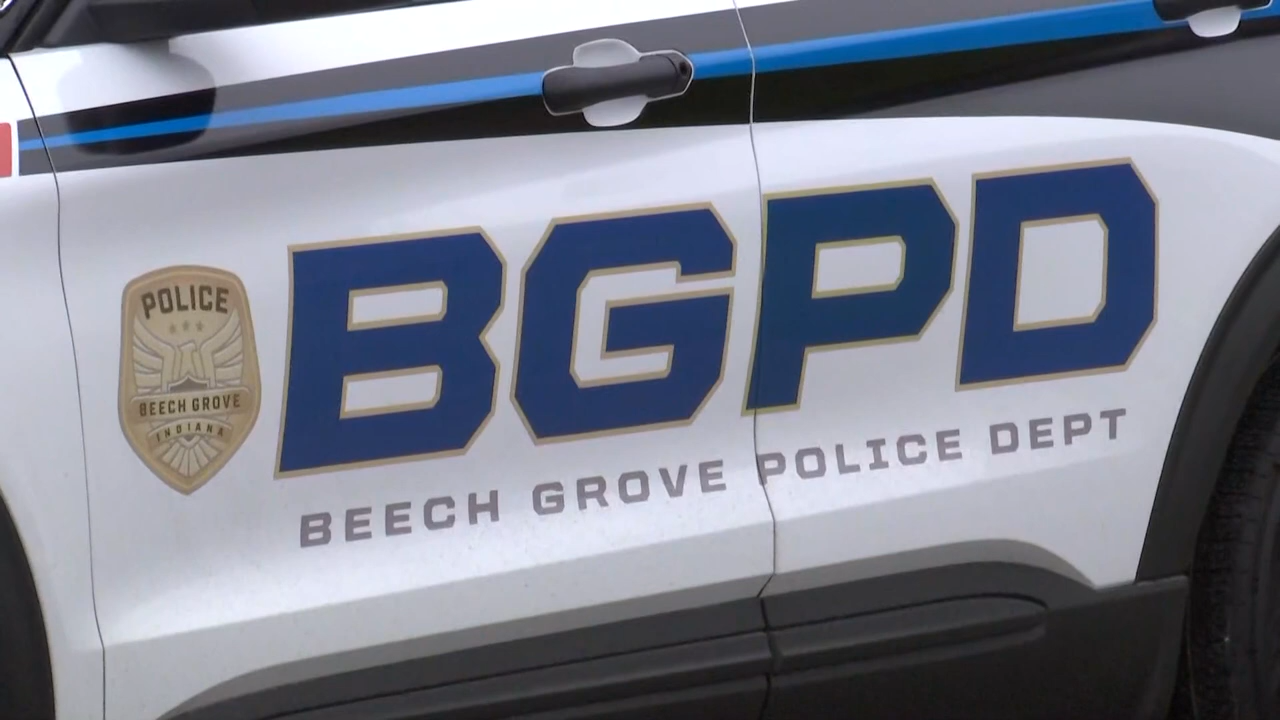 POLICE
BEECH GROVE
INDIANA
BGPD
BEECH GROVE POLICE DEPT